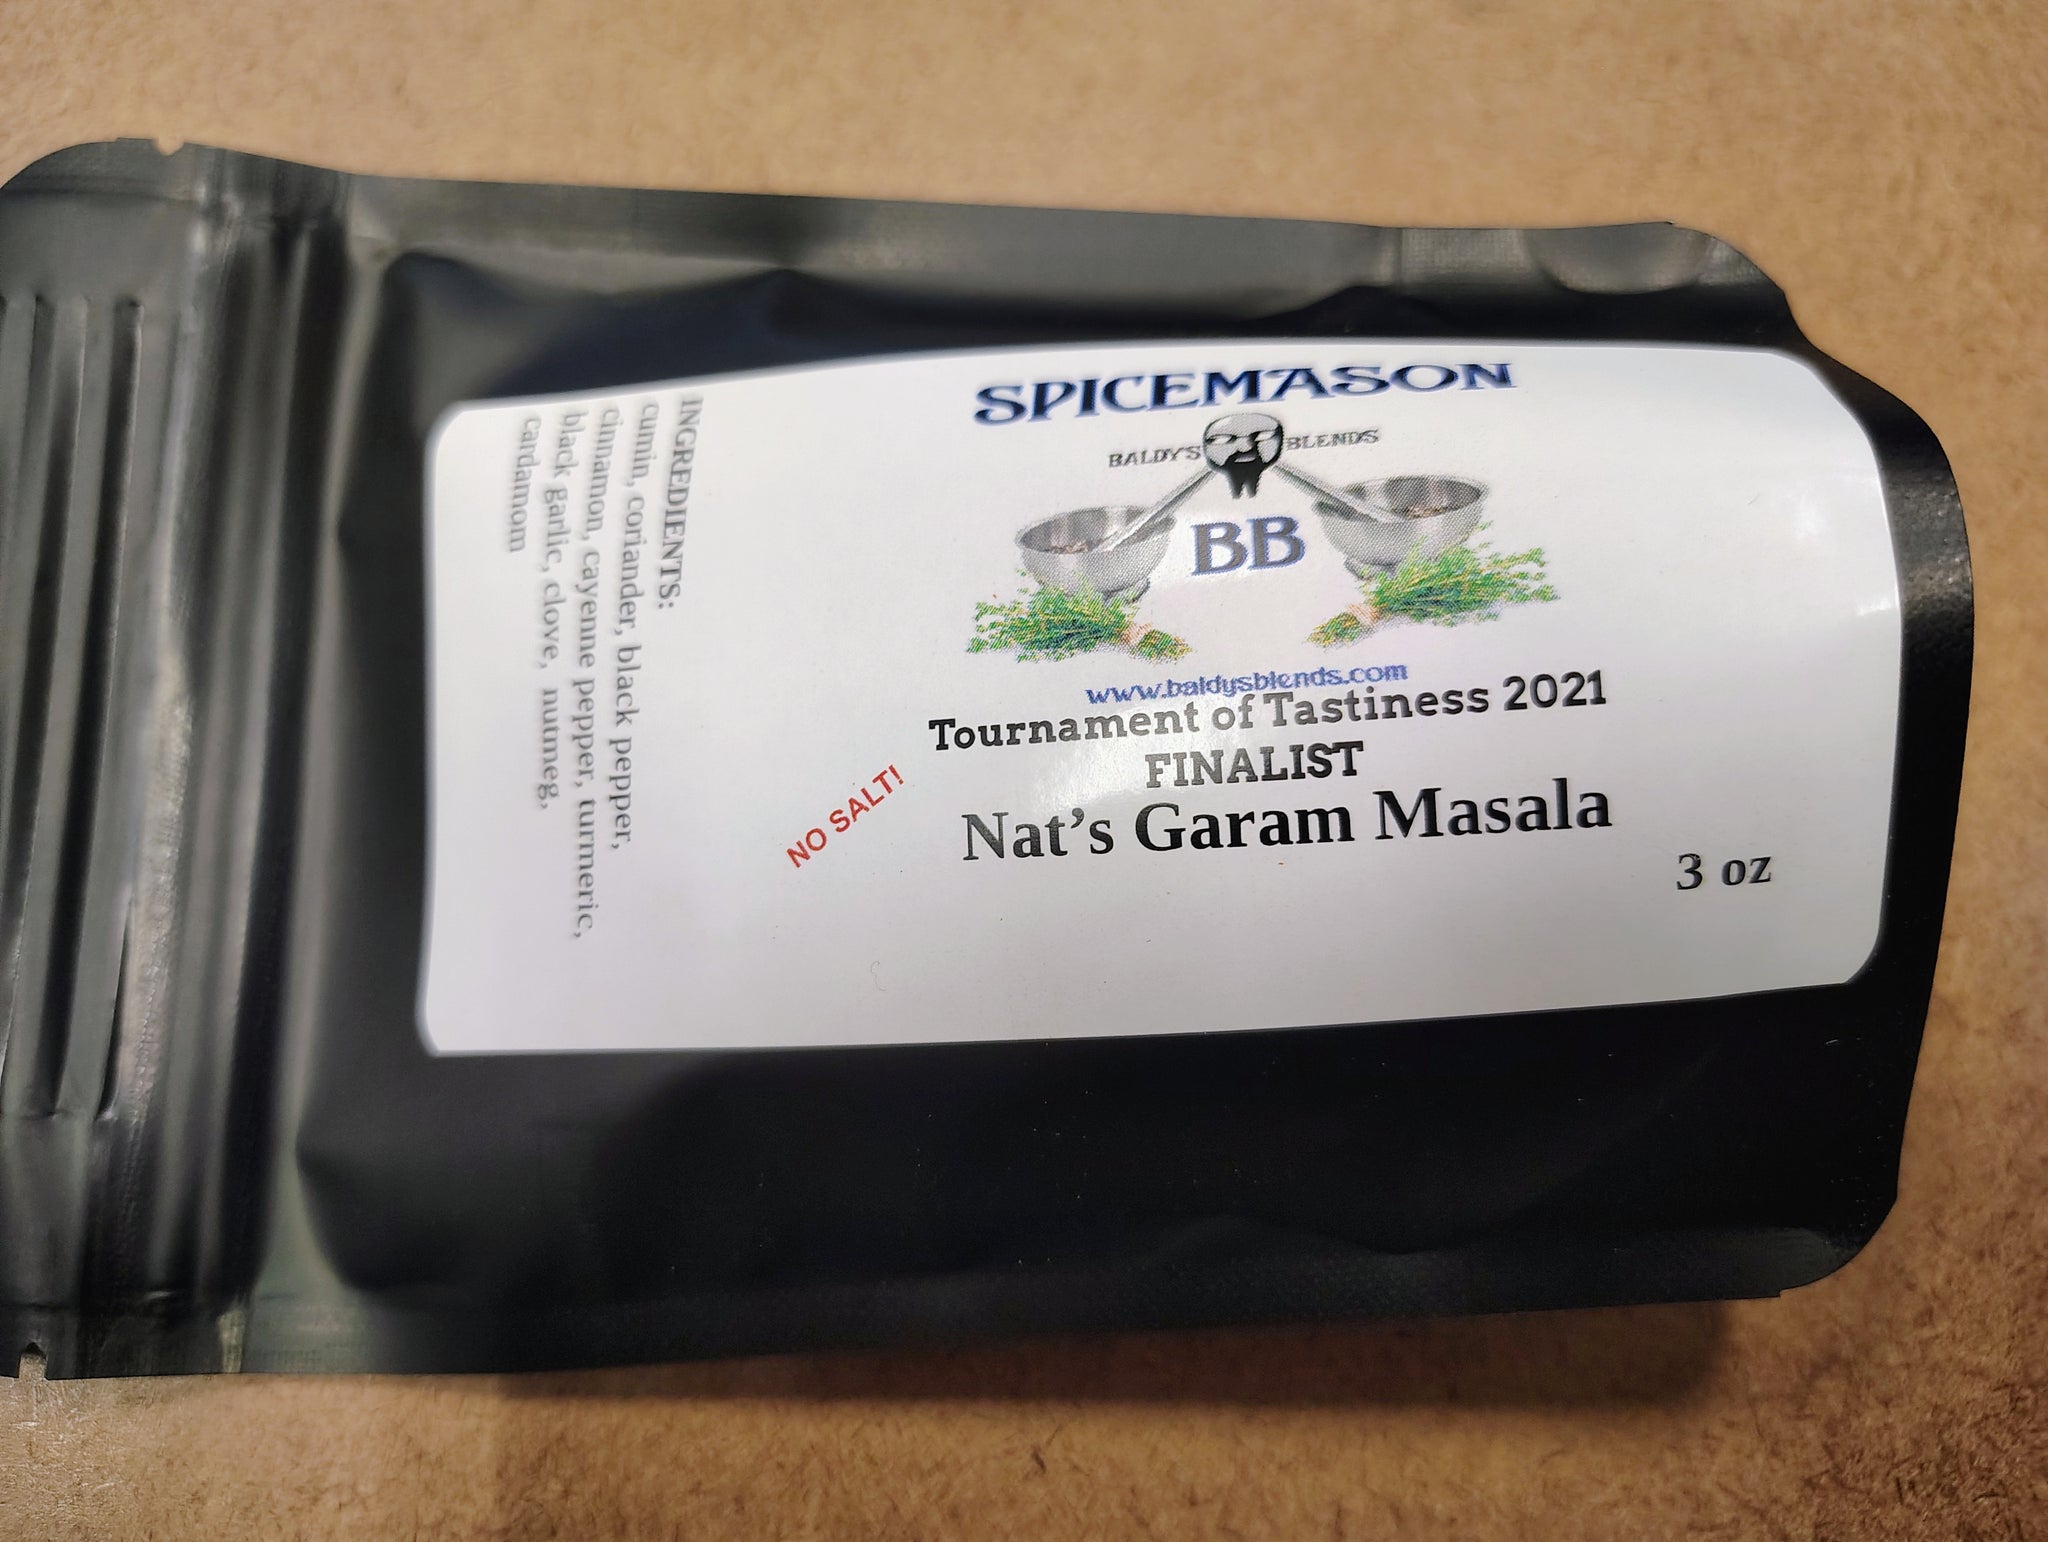 SPICEMASON
BALDY'S BLENDS
BB
www.baldysblends.com
Tournament of Tastiness 2021
FINALIST
Nat's Garam Masala
3 oz
NO SALT!
INGREDIENTS:
cumin, coriander, black pepper,
cinnamon, cayenne pepper, turmeric,
black garlic, clove, nutmeg,
cardamom